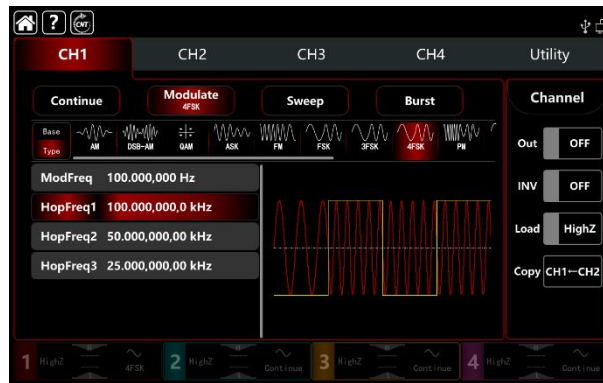 ? CNT
CH1 CH2 CH3 CH4 Utility
Continue Modulate 4FSK Sweep Burst Channel
Base Type AM DSB-AM QAM ASK FM FSK 3FSK 4FSK PM
Out OFF
ModFreq 100.000,000 Hz
INV OFF
HopFreq1 100.000,000,0 kHz
Load HighZ
HopFreq2 50.000,000,00 kHz
Copy CH1←CH2
HopFreq3 25.000,000,00 kHz
1 HighZ 4FSK 2 HighZ Continue 3 HighZ Continue 4 HighZ Continue